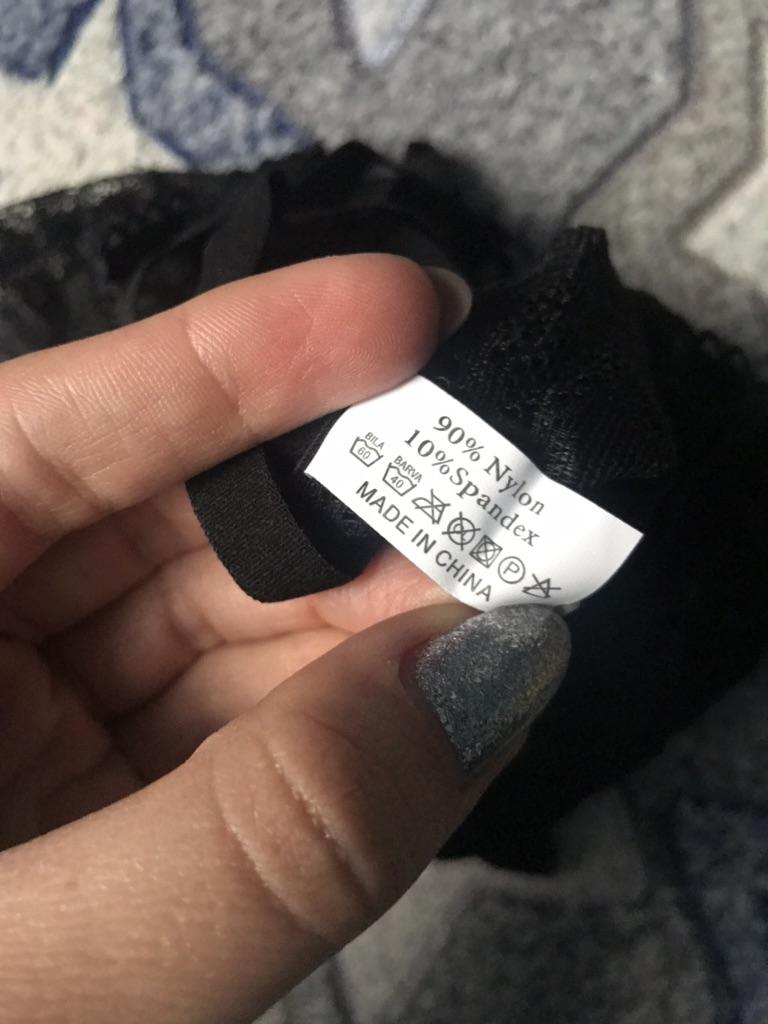 90% Nylon
10%Spandex
BILA 60 BARVA 40 P
MADE IN CHINA